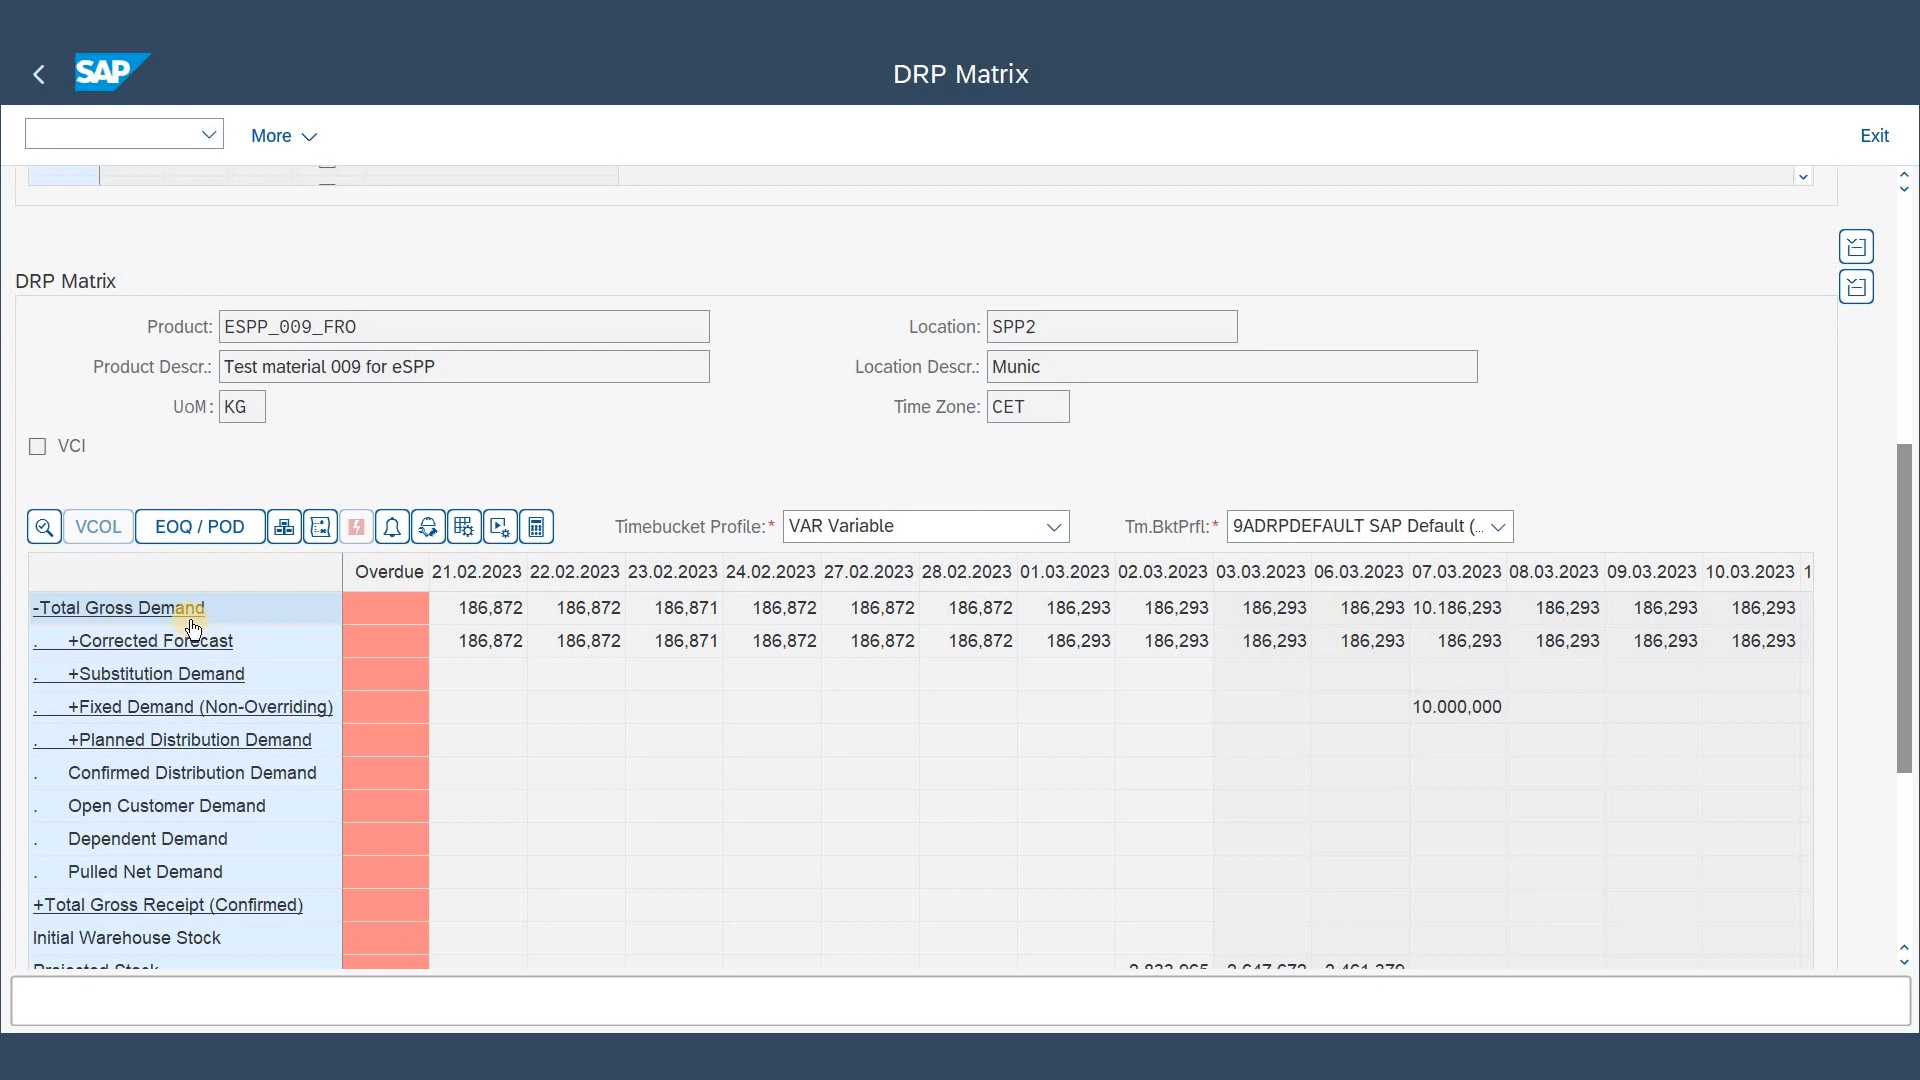 SAP
DRP Matrix
More
Exit
DRP Matrix
Product: ESPP_009_FRO Location: SPP2
Product Descr.: Test material 009 for eSPP Location Descr.: Munic
UoM: KG Time Zone: CET
VCI
VCOL EOQ / POD Timebucket Profile:* VAR Variable Tm.BktPrfl:* 9ADRPDEFAULT SAP Default (...
Overdue 21.02.2023 22.02.2023 23.02.2023 24.02.2023 27.02.2023 28.02.2023 01.03.2023 02.03.2023 03.03.2023 06.03.2023 07.03.2023 08.03.2023 09.03.2023 10.03.2023 1
-Total Gross Demand 186,872 186,872 186,871 186,872 186,872 186,872 186,293 186,293 186,293 186,293 10.186,293 186,293 186,293 186,293
. +Corrected Forecast 186,872 186,872 186,871 186,872 186,872 186,872 186,293 186,293 186,293 186,293 186,293 186,293 186,293 186,293
. +Substitution Demand
. +Fixed Demand (Non-Overriding) 10.000,000
. +Planned Distribution Demand
. Confirmed Distribution Demand
. Open Customer Demand
. Dependent Demand
. Pulled Net Demand
+Total Gross Receipt (Confirmed)
Initial Warehouse Stock
Projected Stock